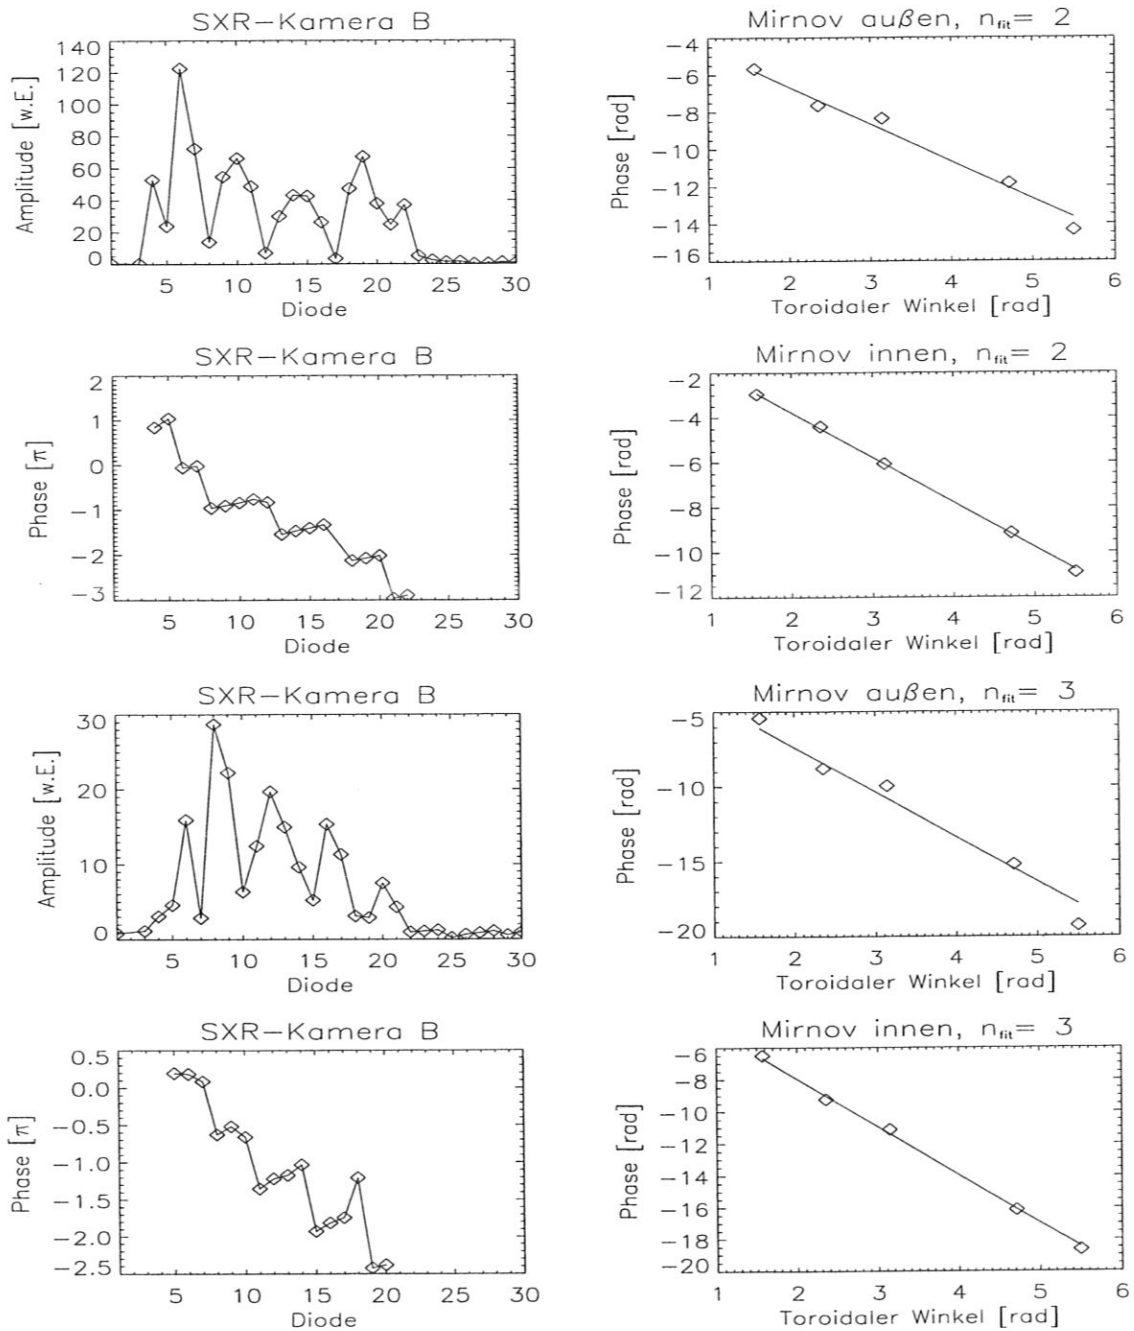 SXR-Kamera B
Amplitude [w.E.]
140
120
100
80
60
40
20
0
5 10 15 20 25 30
Diode
Mirnov außen, nfit= 2
Phase [rad]
-4
-6
-8
-10
-12
-14
-16
1 2 3 4 5 6
Toroidaler Winkel [rad]
SXR-Kamera B
Phase [π]
2
1
0
-1
-2
-3
5 10 15 20 25 30
Diode
Mirnov innen, nfit= 2
Phase [rad]
-2
-4
-6
-8
-10
-12
1 2 3 4 5 6
Toroidaler Winkel [rad]
SXR-Kamera B
Amplitude [w.E.]
30
20
10
0
5 10 15 20 25 30
Diode
Mirnov außen, nfit= 3
Phase [rad]
-5
-10
-15
-20
1 2 3 4 5 6
Toroidaler Winkel [rad]
SXR-Kamera B
Phase [π]
0.5
0.0
-0.5
-1.0
-1.5
-2.0
-2.5
5 10 15 20 25 30
Diode
Mirnov innen, nfit= 3
Phase [rad]
-6
-8
-10
-12
-14
-16
-18
-20
1 2 3 4 5 6
Toroidaler Winkel [rad]